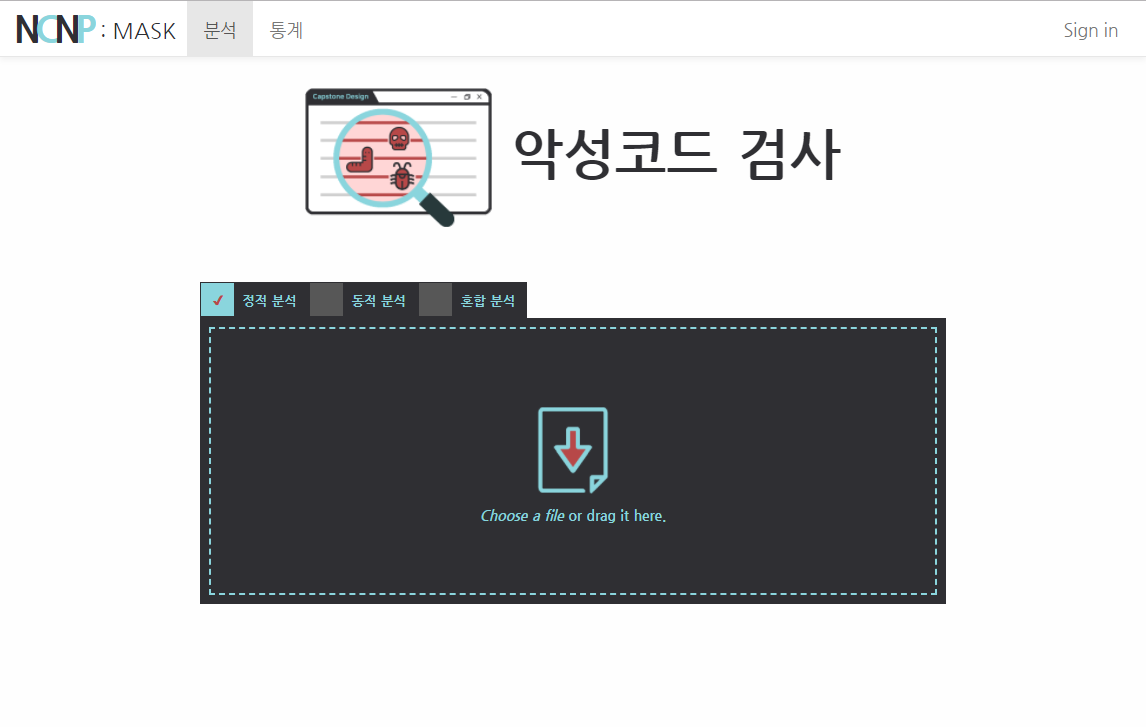 NCNP : MASK 분석 통계 Sign in
Capstone Design
악성코드 검사
정적 분석 동적 분석 혼합 분석
Choose a file or drag it here.